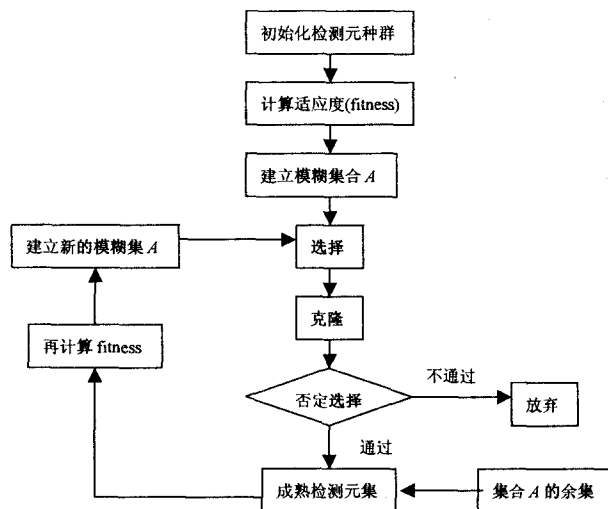 初始化检测元种群
计算适应度(fitness)
建立模糊集合 A
建立新的模糊集 A
选择
克隆
再计算 fitness
不通过
否定选择
放弃
通过
成熟检测元集
集合 A 的余集